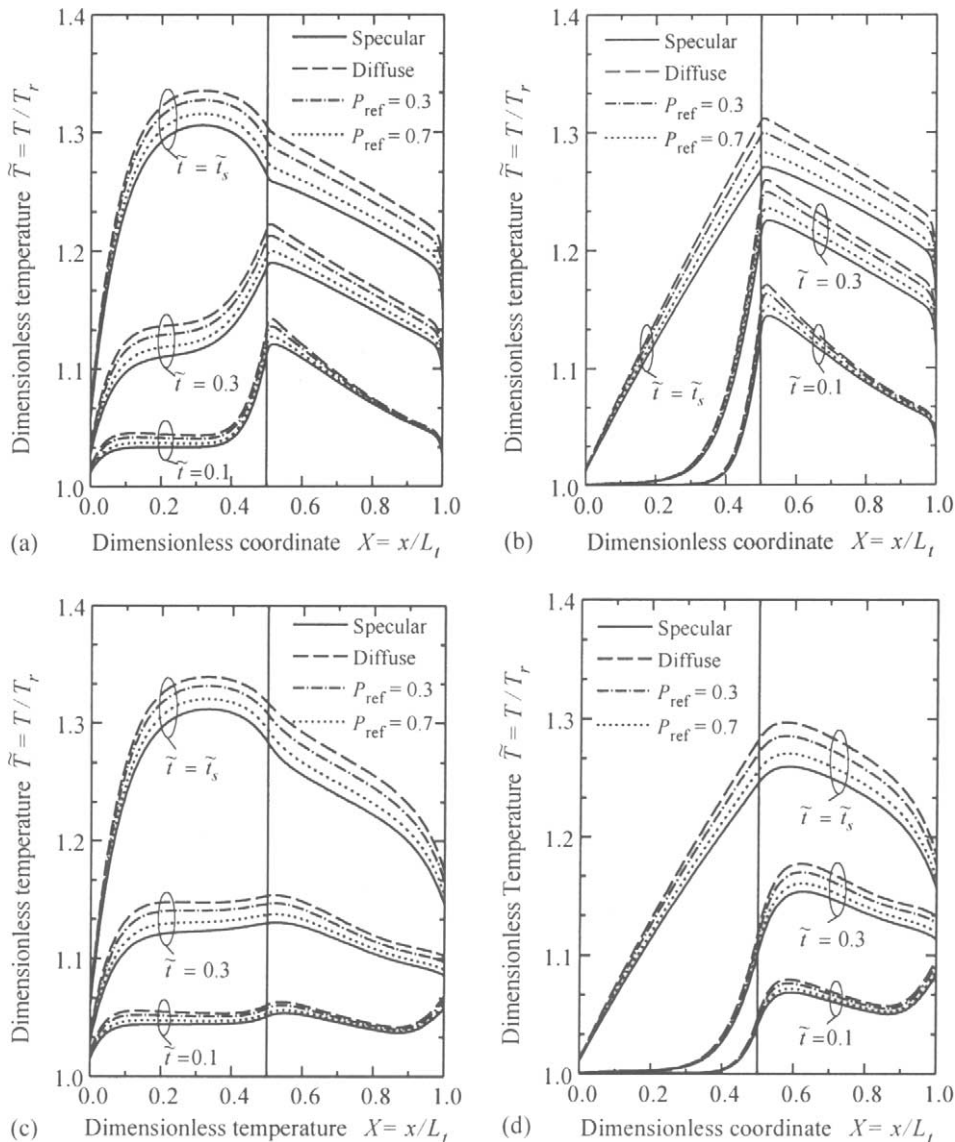 1.4
1.3
1.2
1.1
1.0
Dimensionless temperature T̃ = T / T_r
Specular
Diffuse
P_ref = 0.3
P_ref = 0.7
t̃ = t̃_s
t̃ = 0.3
t̃ = 0.1
0.0 0.2 0.4 0.6 0.8 1.0
(a) Dimensionless coordinate X = x/L_t
1.4
1.3
1.2
1.1
1.0
Dimensionless temperature T̃ = T / T_r
Specular
Diffuse
P_ref = 0.3
P_ref = 0.7
t̃ = 0.3
t̃ = t̃_s
t̃ = 0.1
0.0 0.2 0.4 0.6 0.8 1.0
(b) Dimensionless coordinate X = x/L_t
1.4
1.3
1.2
1.1
1.0
Dimensionless temperature T̃ = T / T_r
Specular
Diffuse
P_ref = 0.3
P_ref = 0.7
t̃ = t̃_s
t̃ = 0.3
t̃ = 0.1
0.0 0.2 0.4 0.6 0.8 1.0
(c) Dimensionless temperature X = x/L_t
1.4
1.3
1.2
1.1
1.0
Dimensionless Temperature T̃ = T / T_r
Specular
Diffuse
P_ref = 0.3
P_ref = 0.7
t̃ = t̃_s
t̃ = 0.3
t̃ = 0.1
0.0 0.2 0.4 0.6 0.8 1.0
(d) Dimensionless coordinate X = x/L_t